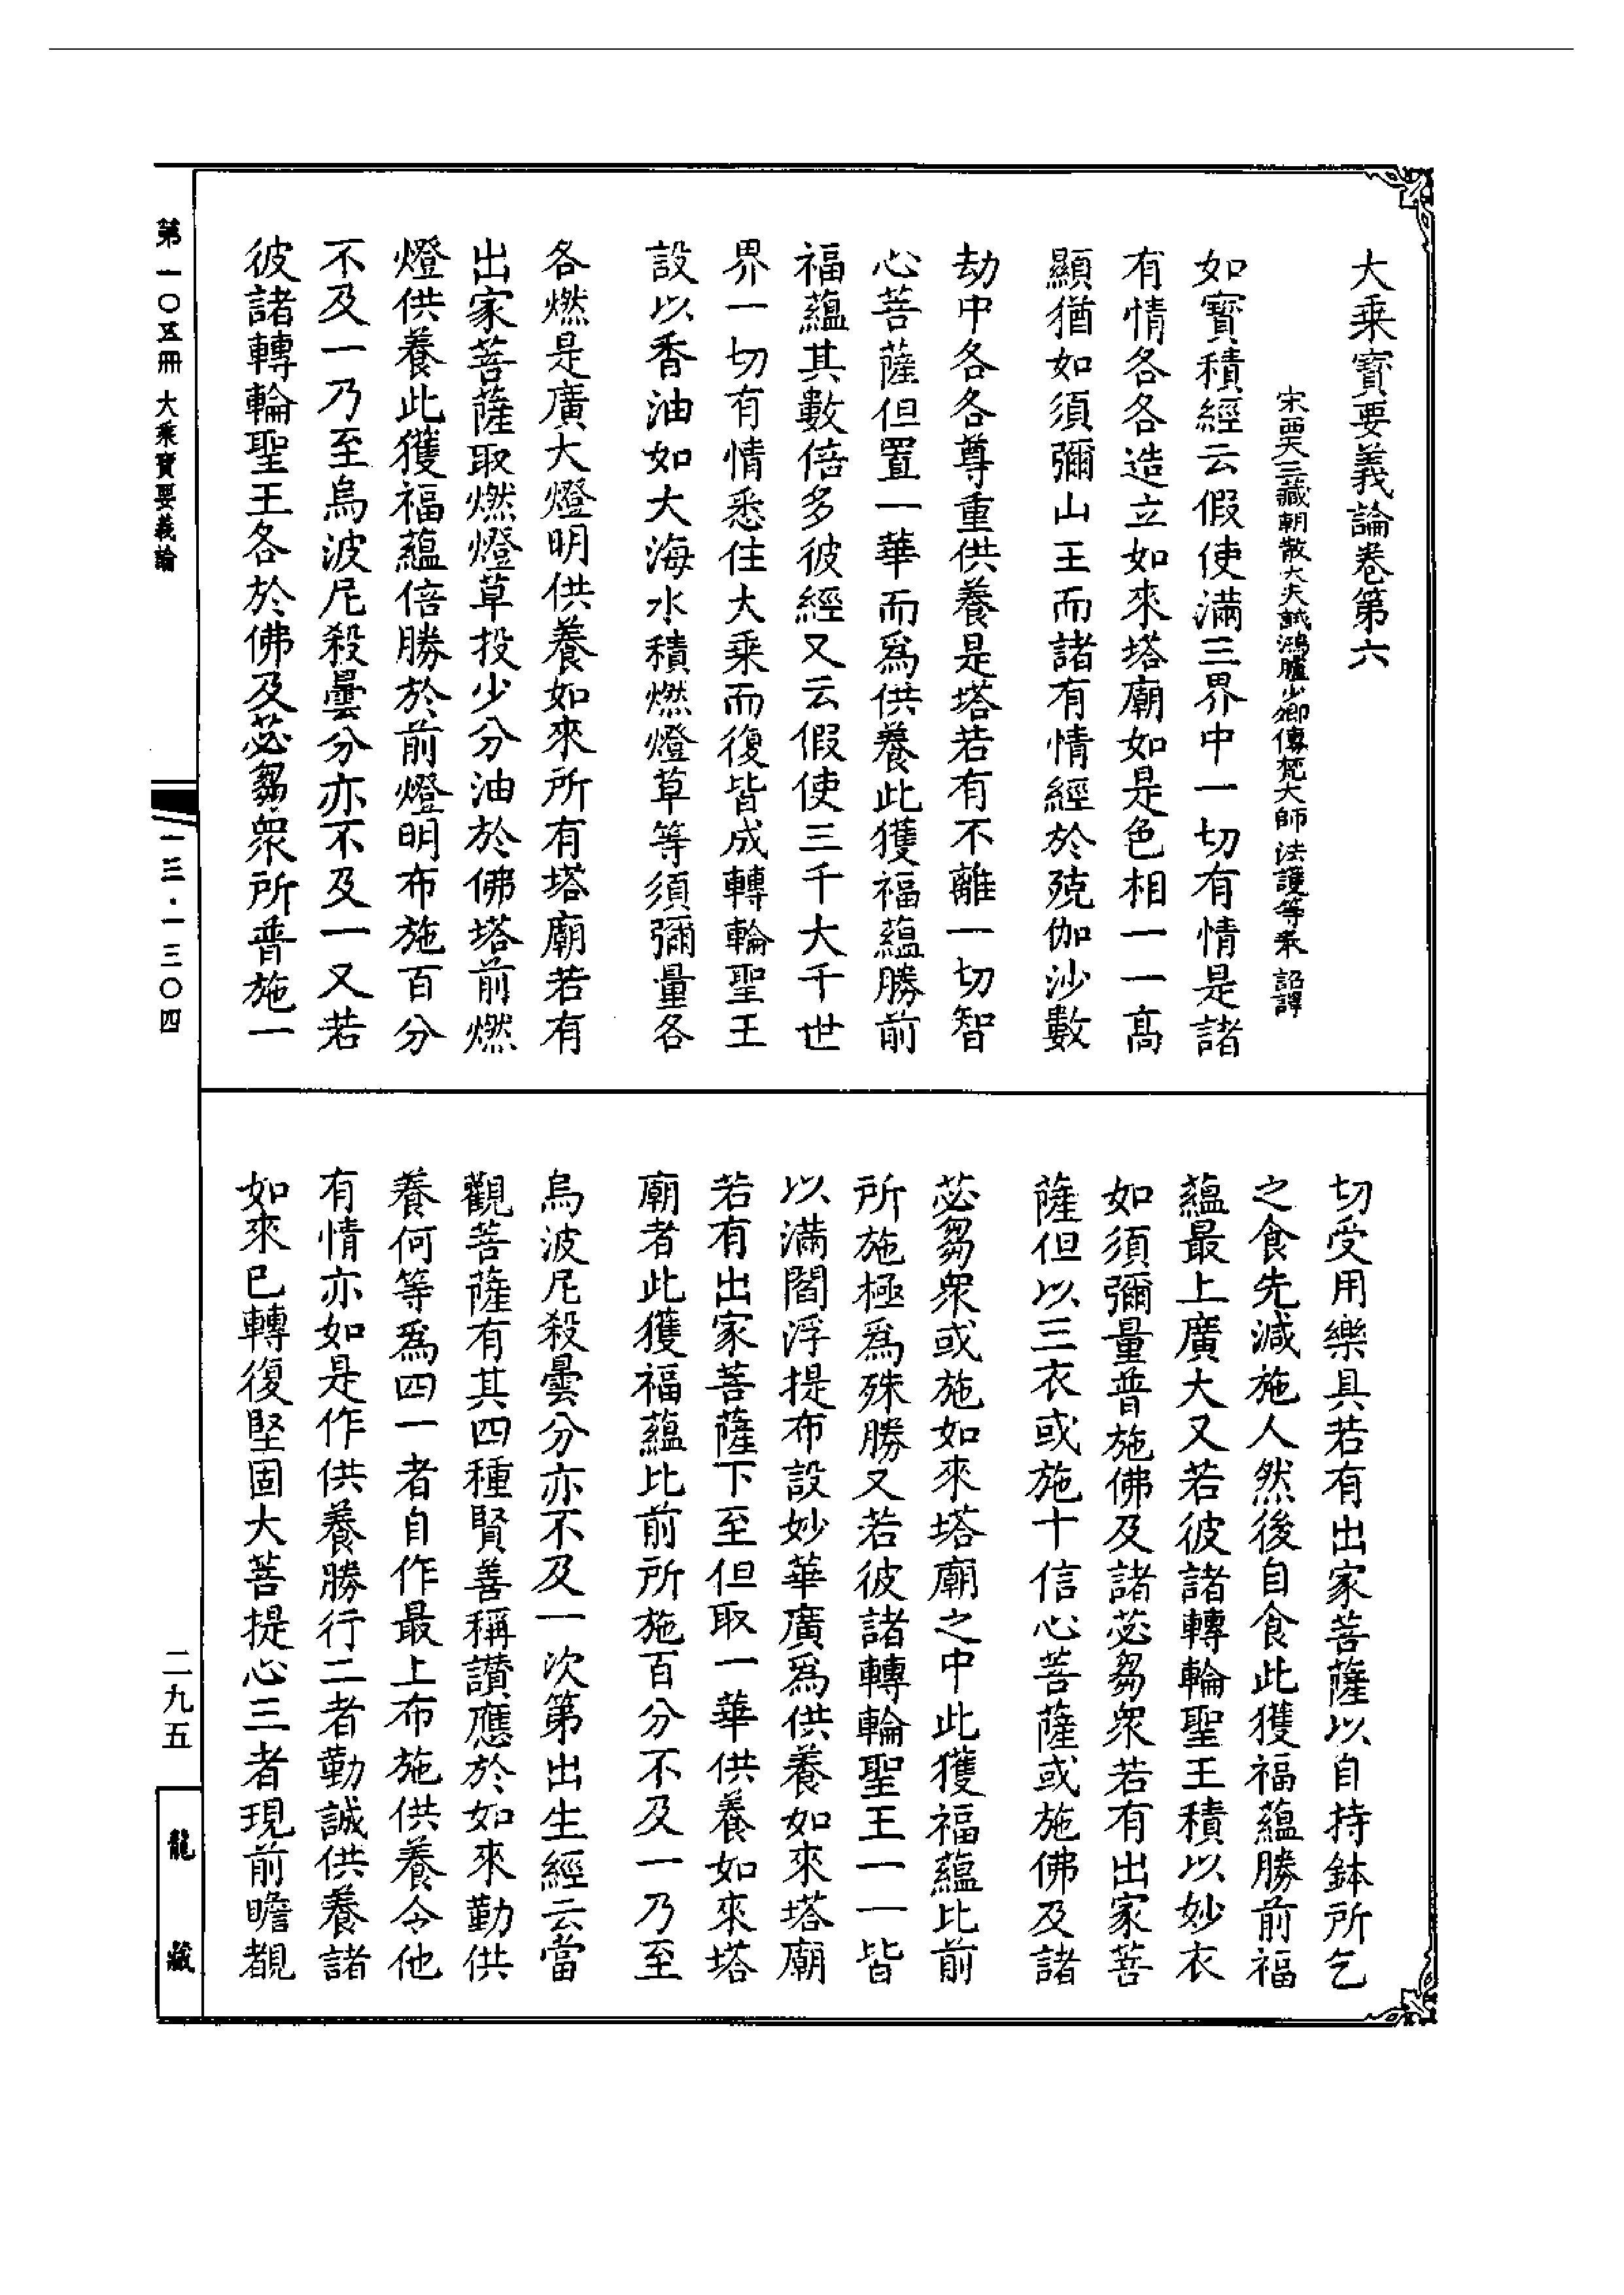 大乘寶要義論卷第六
宋西天三藏朝散大夫試鴻臚少卿傳梵大師法護等奉 詔譯
如寶積經云假使滿三界中一切有情是諸
有情各各造立如來塔廟如是色相一一高
顯猶如須彌山王而諸有情經於殑伽沙數
劫中各各尊重供養是塔若有不離一切智
心菩薩但置一華而爲供養此獲福蘊勝前
福蘊其數倍多彼經又云假使三千大千世
界一切有情悉住大乘而復皆成轉輪聖王
設以香油如大海水積燃燈草等須彌量各
各燃是廣大燈明供養如來所有塔廟若有
出家菩薩取燃燈草投少分油於佛塔前燃
燈供養此獲福蘊倍勝於前燈明布施百分
不及一乃至烏波尼殺曇分亦不及一又若
彼諸轉輪聖王各於佛及苾芻衆所普施一
切受用樂具若有出家菩薩以自持鉢所乞
之食先減施人然後自食此獲福蘊勝前福
蘊最上廣大又若彼諸轉輪聖王積以妙衣
如須彌量普施佛及諸苾芻衆若有出家菩
薩但以三衣或施十信心菩薩或施佛及諸
苾芻衆或施如來塔廟之中此獲福蘊比前
所施極爲殊勝又若彼諸轉輪聖王一一皆
以滿閻浮提布設妙華廣爲供養如來塔廟
若有出家菩薩下至但取一華供養如來塔
廟者此獲福蘊比前所施百分不及一乃至
烏波尼殺曇分亦不及一次第出生經云當
觀菩薩有其四種賢善稱讚應於如來勤供
養何等爲四一者自作最上布施供養令他
有情亦如是作供養勝行二者勤誠供養諸
如來已轉復堅固大菩提心三者現前瞻覩
第一〇五冊 大乘寶要義論
一三·一三〇四
二九五
龍藏